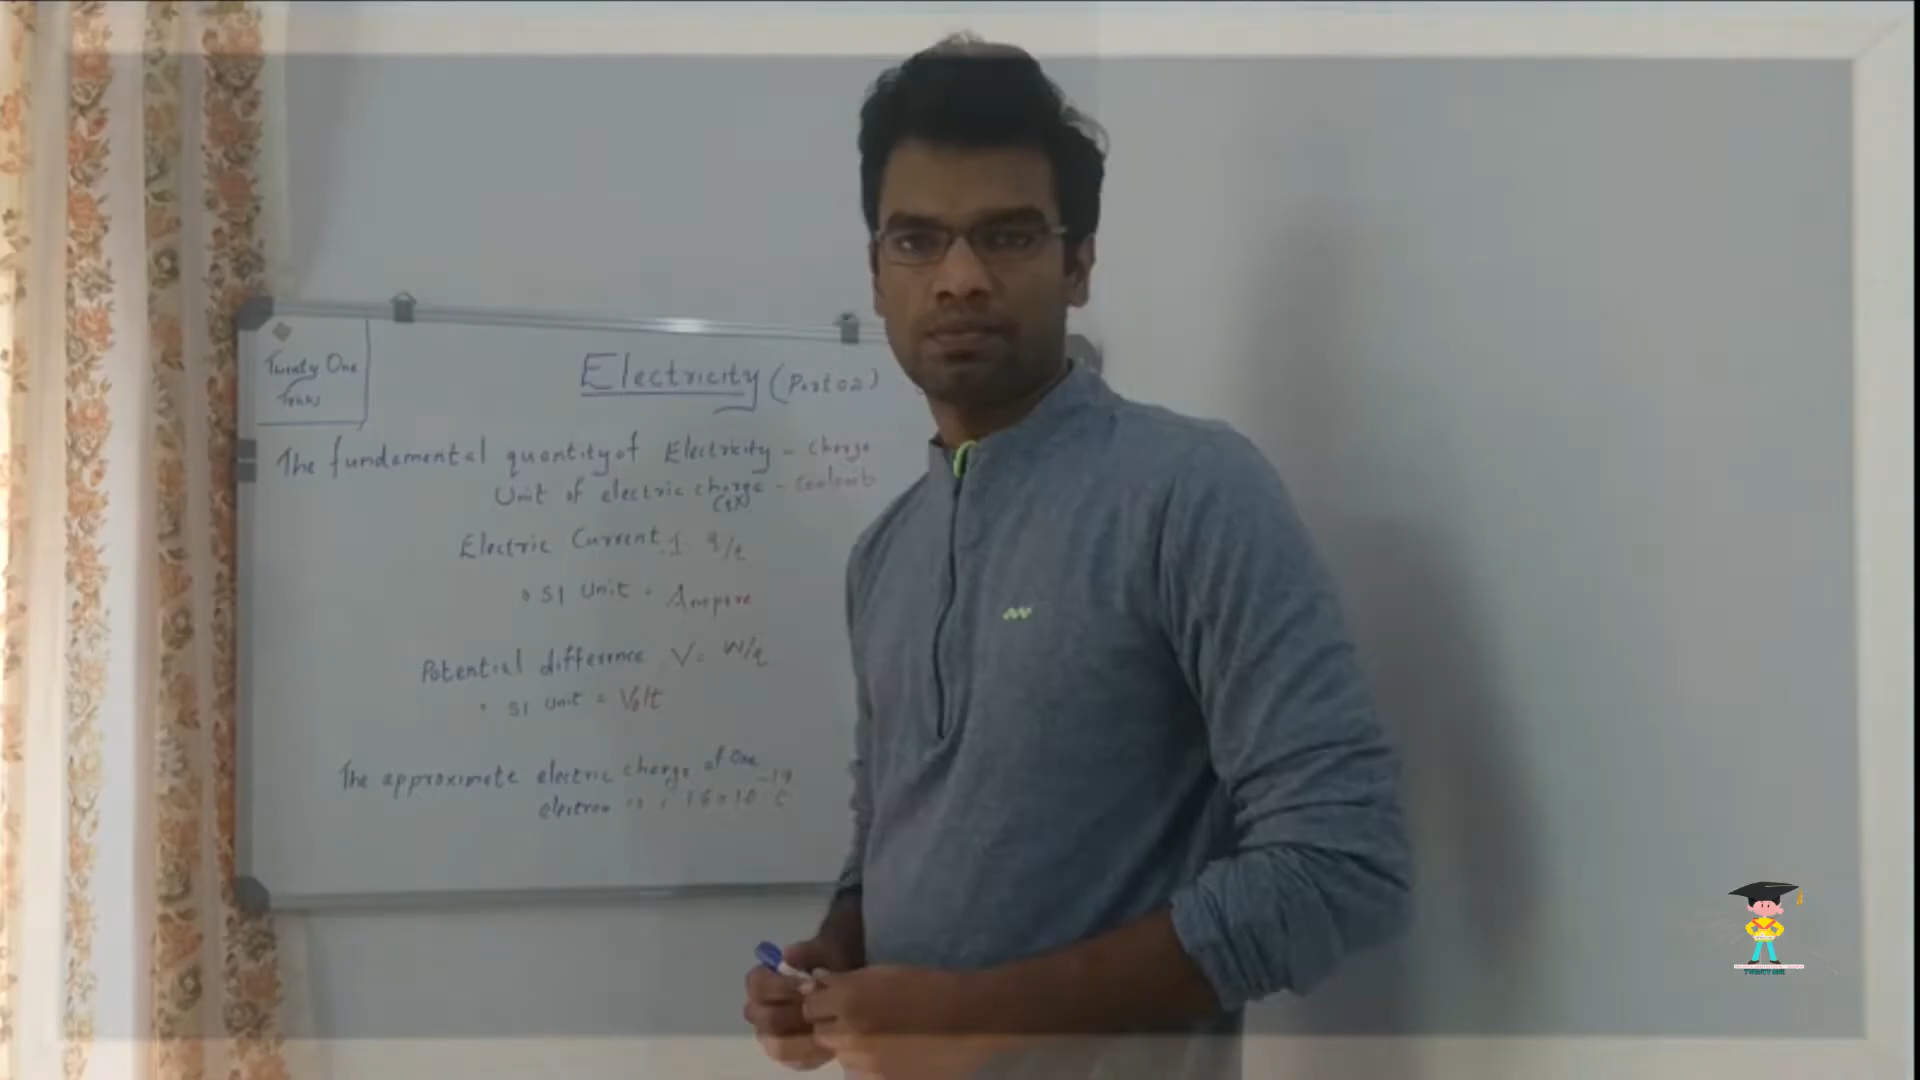 Twenty One
Electricity (Part 02)
The fundamental quantity of Electricity - Charge
Unit of electric charge - Coulomb
Electric Current I q/t
SI Unit = Ampere
Potential difference V = W/q
SI Unit = Volt
The approximate electric charge of One
electron is 1.6 x 10^-19 C
TWENTY ONE